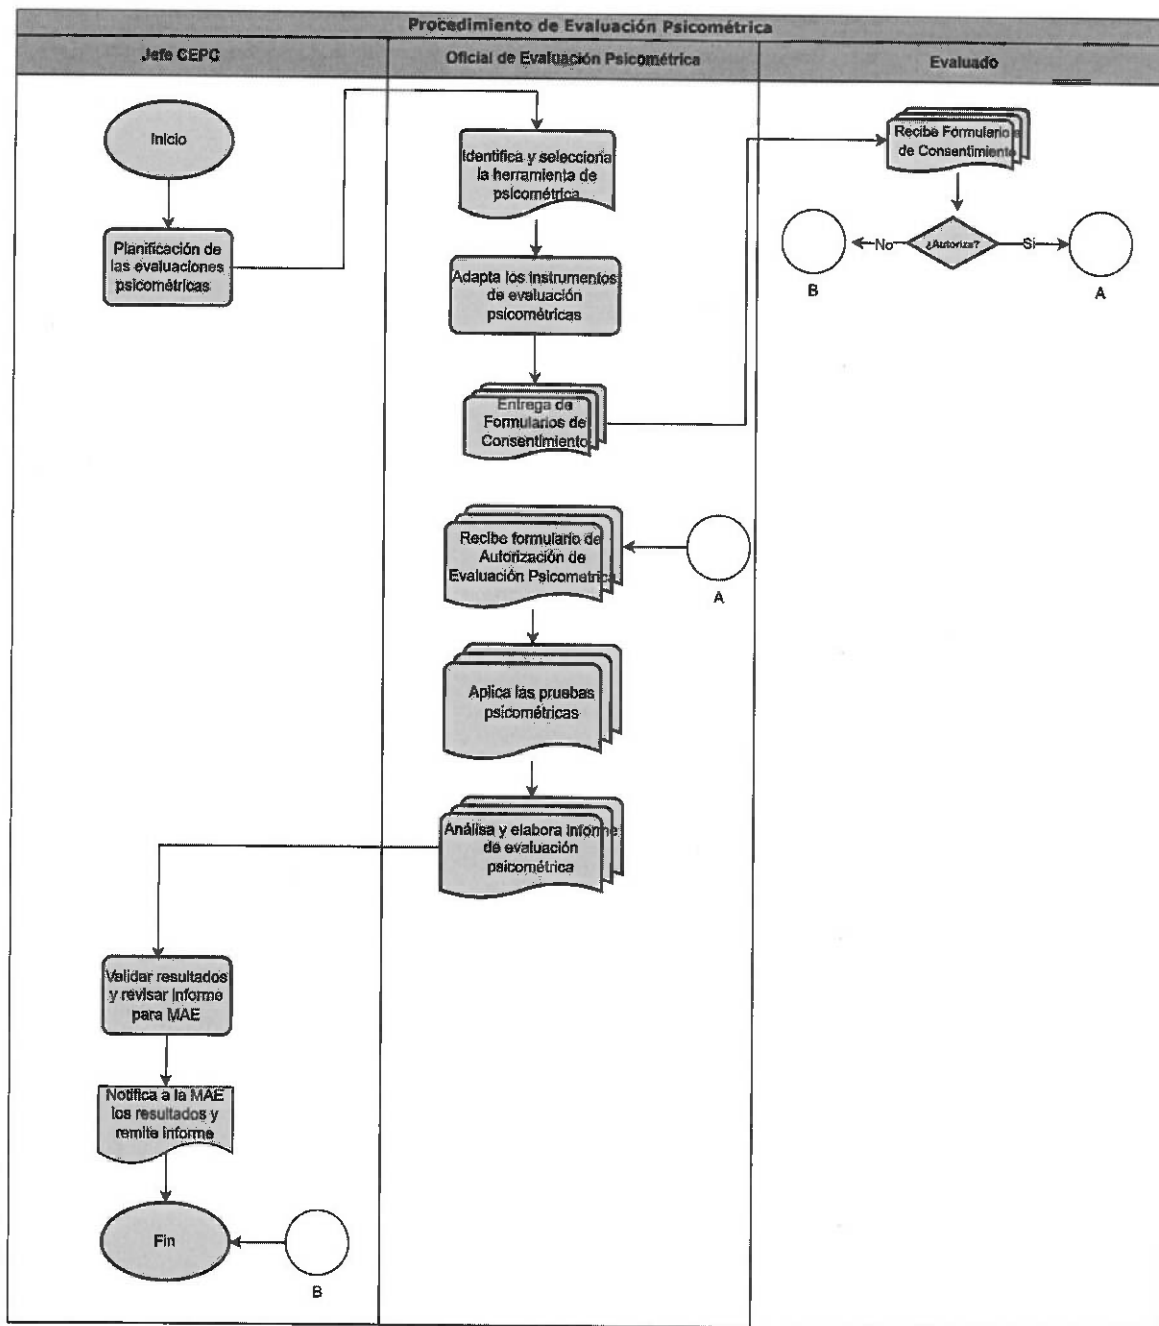 Procedimiento de Evaluación Psicométrica
Jefe CEPC
Oficial de Evaluación Psicométrica
Evaluado
Inicio
Planificación de
las evaluaciones
psicométricas
Identifica y selecciona
la herramienta de
psicométrica
Adapta los instrumentos
de evaluación
psicométricas
Entrega de
Formularios de
Consentimiento
Recibe Formulario s
de Consentimiento
¿Autoriza?
No
Si
B
A
Recibe formulario de
Autorización de
Evaluación Psicometrica
A
Aplica las pruebas
psicométricas
Análisa y elabora informe
de evaluación
psicométrica
Validar resultados
y revisar informe
para MAE
Notifica a la MAE
los resultados y
remite informe
Fin
B